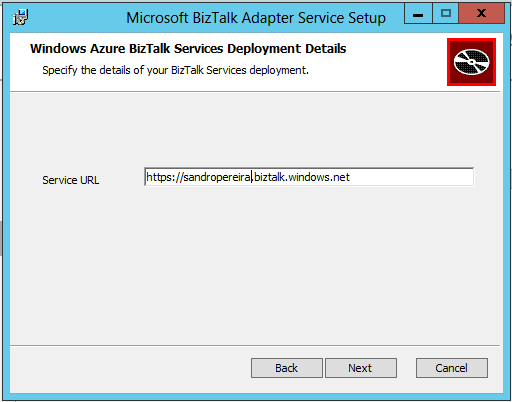 Microsoft BizTalk Adapter Service Setup
Windows Azure BizTalk Services Deployment Details
Specify the details of your BizTalk Services deployment.
Service URL
https://sandropereira.biztalk.windows.net
Back
Next
Cancel